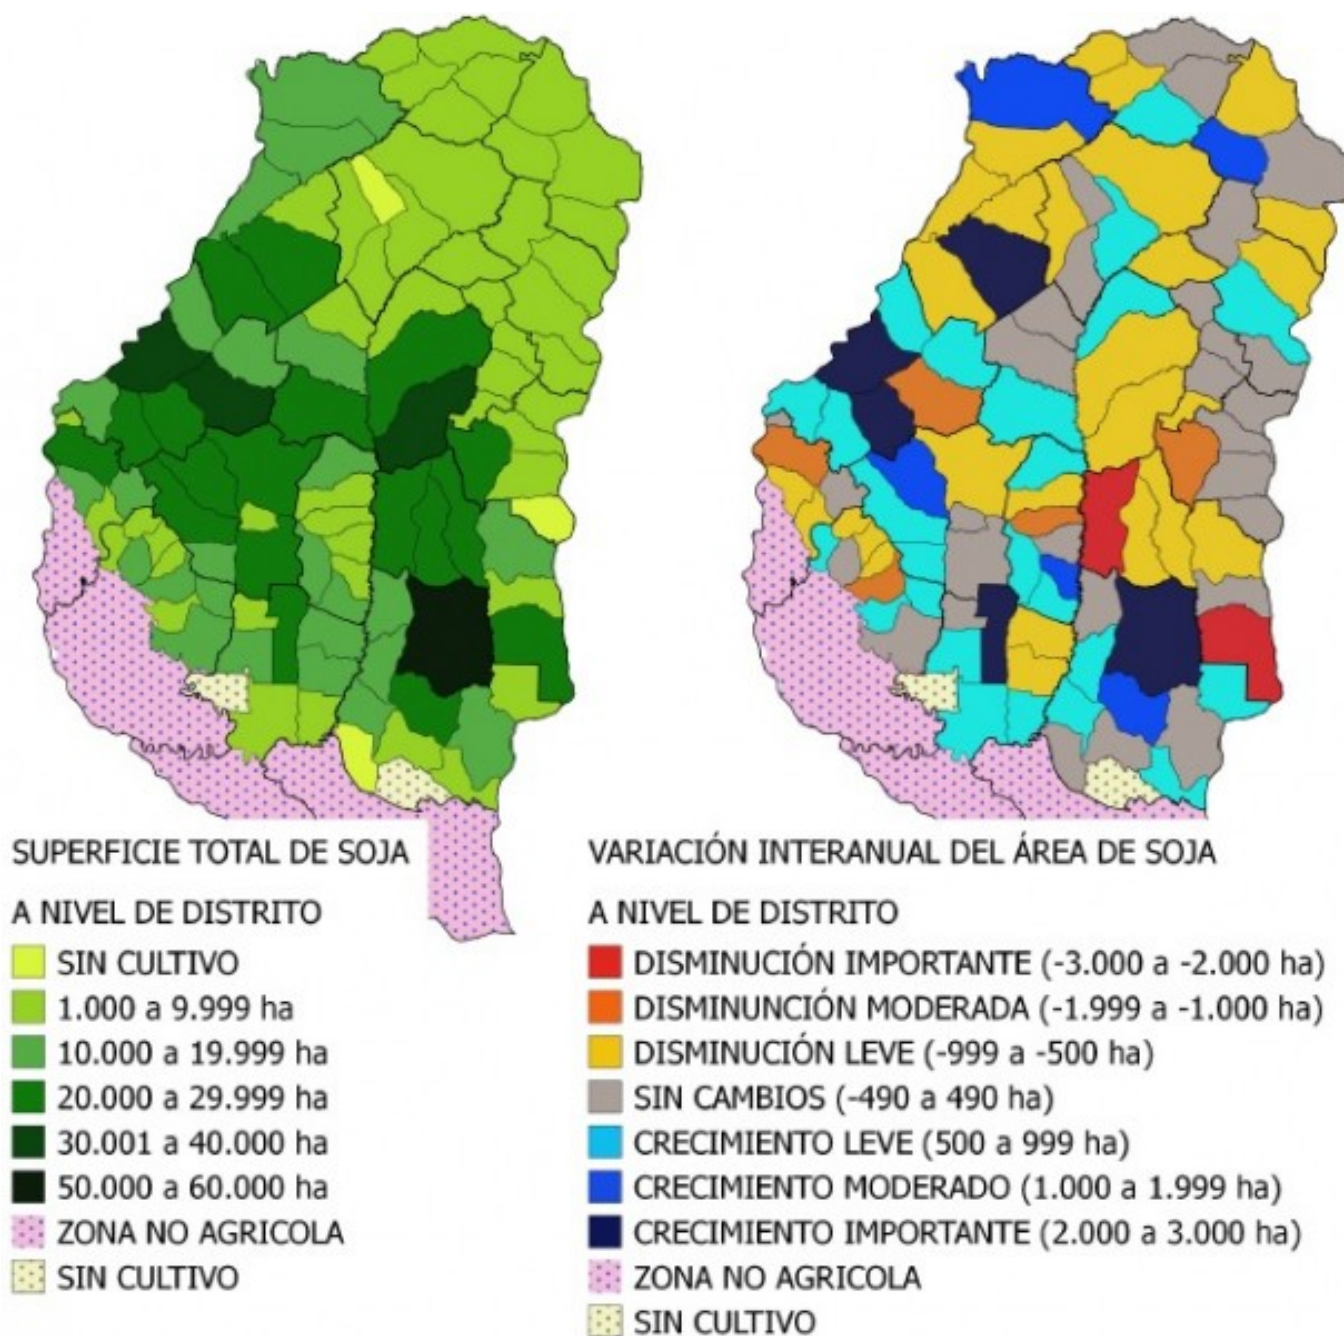 SUPERFICIE TOTAL DE SOJA
A NIVEL DE DISTRITO
SIN CULTIVO
1.000 a 9.999 ha
10.000 a 19.999 ha
20.000 a 29.999 ha
30.001 a 40.000 ha
50.000 a 60.000 ha
ZONA NO AGRICOLA
SIN CULTIVO
VARIACIÓN INTERANUAL DEL ÁREA DE SOJA
A NIVEL DE DISTRITO
DISMINUCIÓN IMPORTANTE (-3.000 a -2.000 ha)
DISMINUNCIÓN MODERADA (-1.999 a -1.000 ha)
DISMINUCIÓN LEVE (-999 a -500 ha)
SIN CAMBIOS (-490 a 490 ha)
CRECIMIENTO LEVE (500 a 999 ha)
CRECIMIENTO MODERADO (1.000 a 1.999 ha)
CRECIMIENTO IMPORTANTE (2.000 a 3.000 ha)
ZONA NO AGRICOLA
SIN CULTIVO